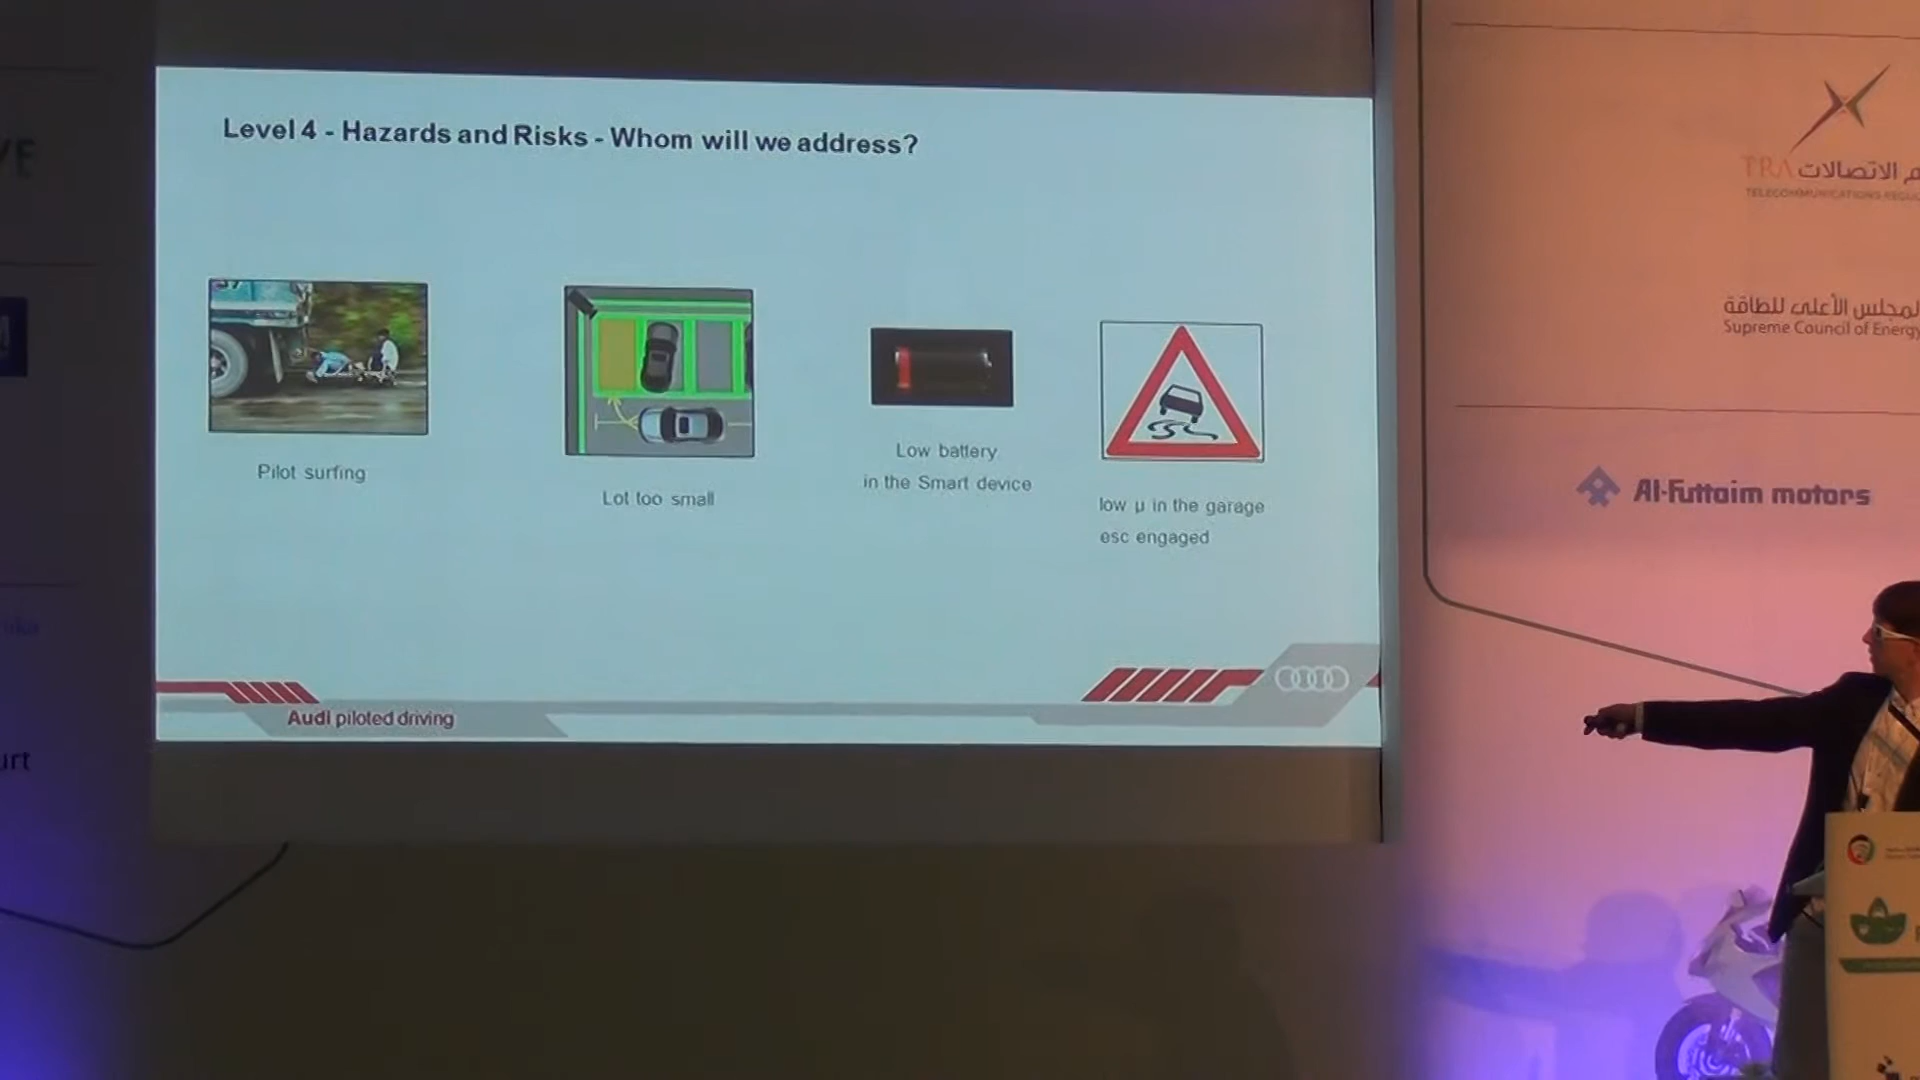 Level 4 - Hazards and Risks - Whom will we address?
Pilot surfing
Lot too small
Low battery
in the Smart device
low μ in the garage
esc engaged
Audi piloted driving
TRA
الاتصالات
TELECOMMUNICATIONS
المجلس الأعلى للطاقة
Supreme Council of Energy
Al-Futtaim motors